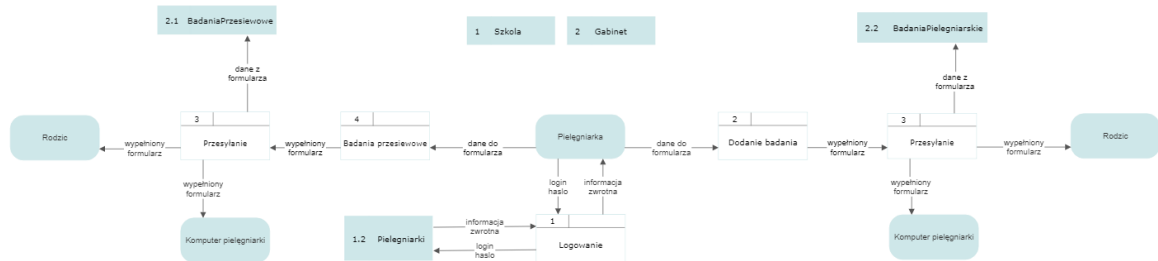 2.1 BadaniaPrzesiewowe
1 Szkola
2 Gabinet
2.2 BadaniaPielegniarskie
dane z
formularza
dane z
formularza
3
4
2
3
Rodzic
wypełniony
formularz
Przesyłanie
wypełniony
formularz
Badania przesiewowe
dane do
formularza
Pielęgniarka
dane do
formularza
Dodanie badania
wypełniony
formularz
Przesyłanie
wypełniony
formularz
Rodzic
wypełniony
formularz
login
haslo
informacja
zwrotna
wypełniony
formularz
Komputer pielęgniarki
1.2 Pielegniarki
informacja
zwrotna
login
haslo
1
Logowanie
Komputer pielęgniarki